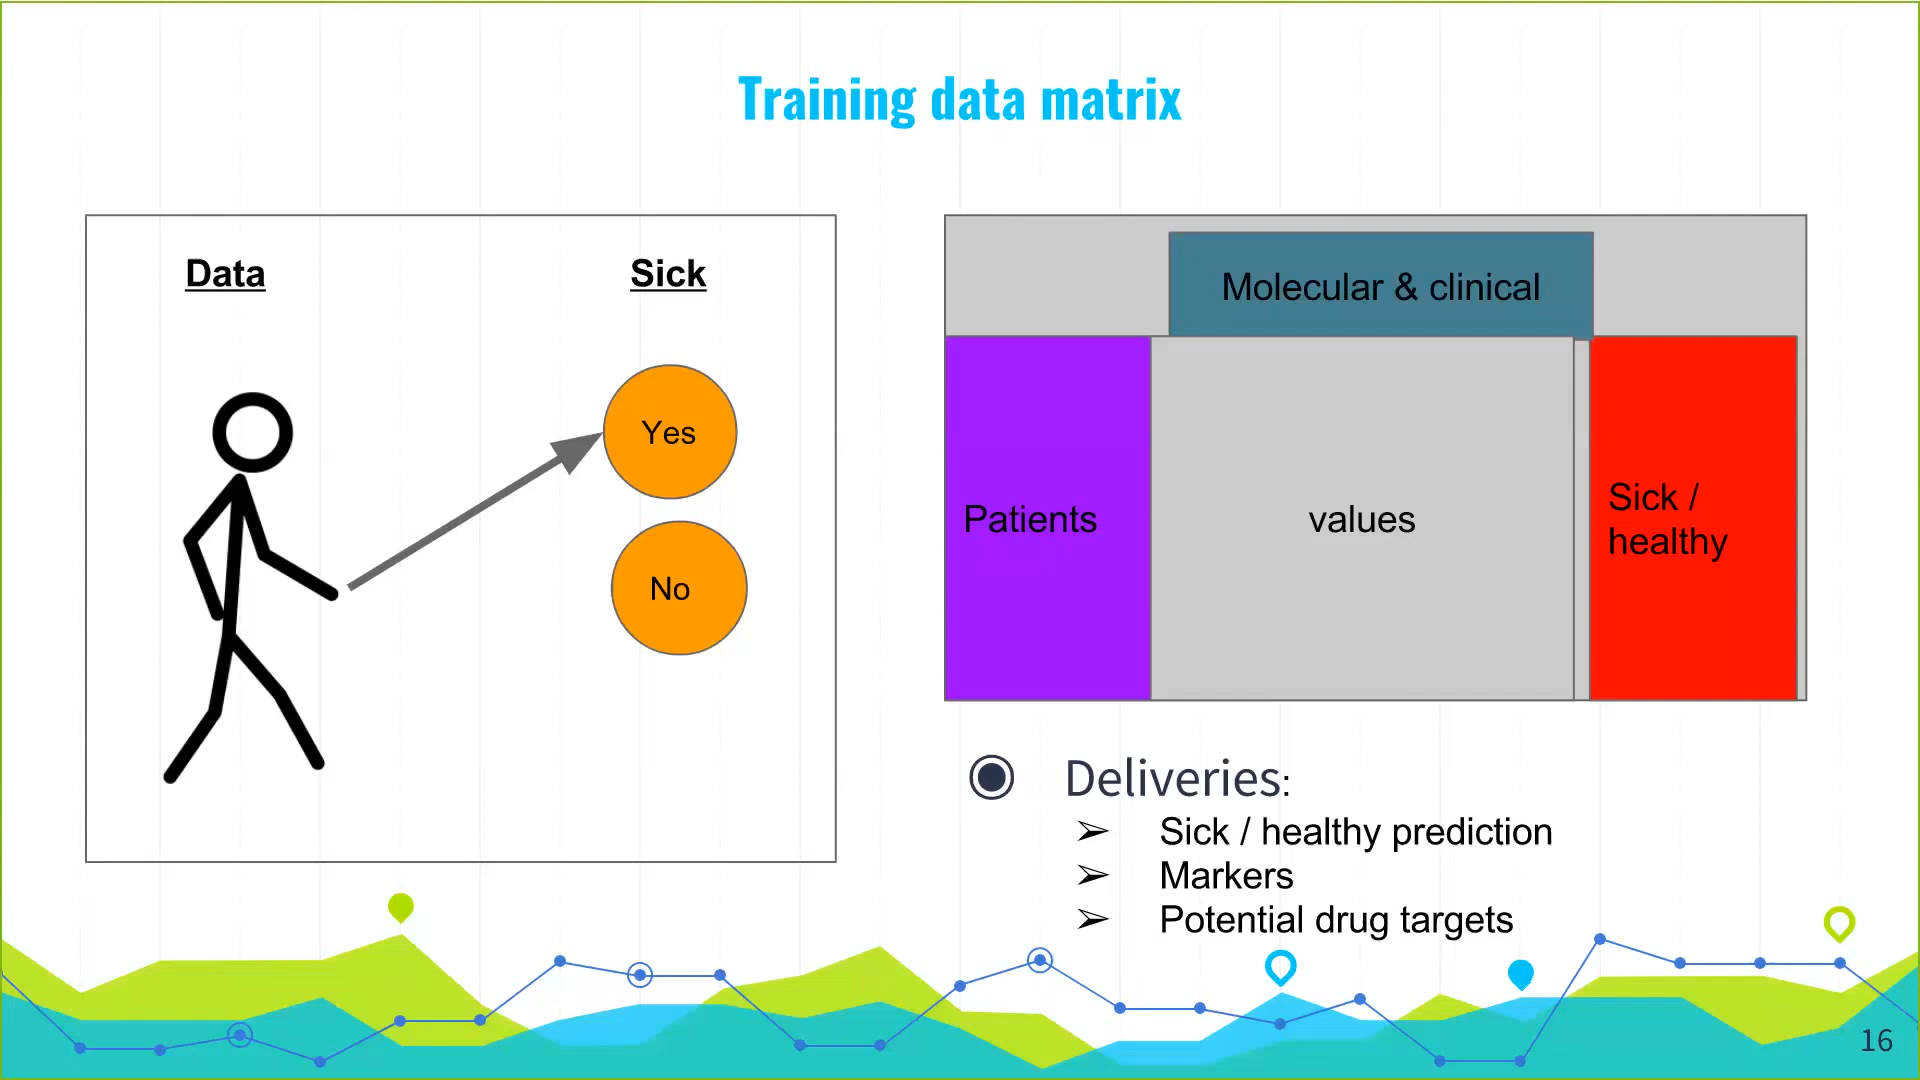 Training data matrix
Data
Sick
Yes
No
Molecular & clinical
Patients
values
Sick /
healthy
Deliveries:
➢ Sick / healthy prediction
➢ Markers
➢ Potential drug targets
16